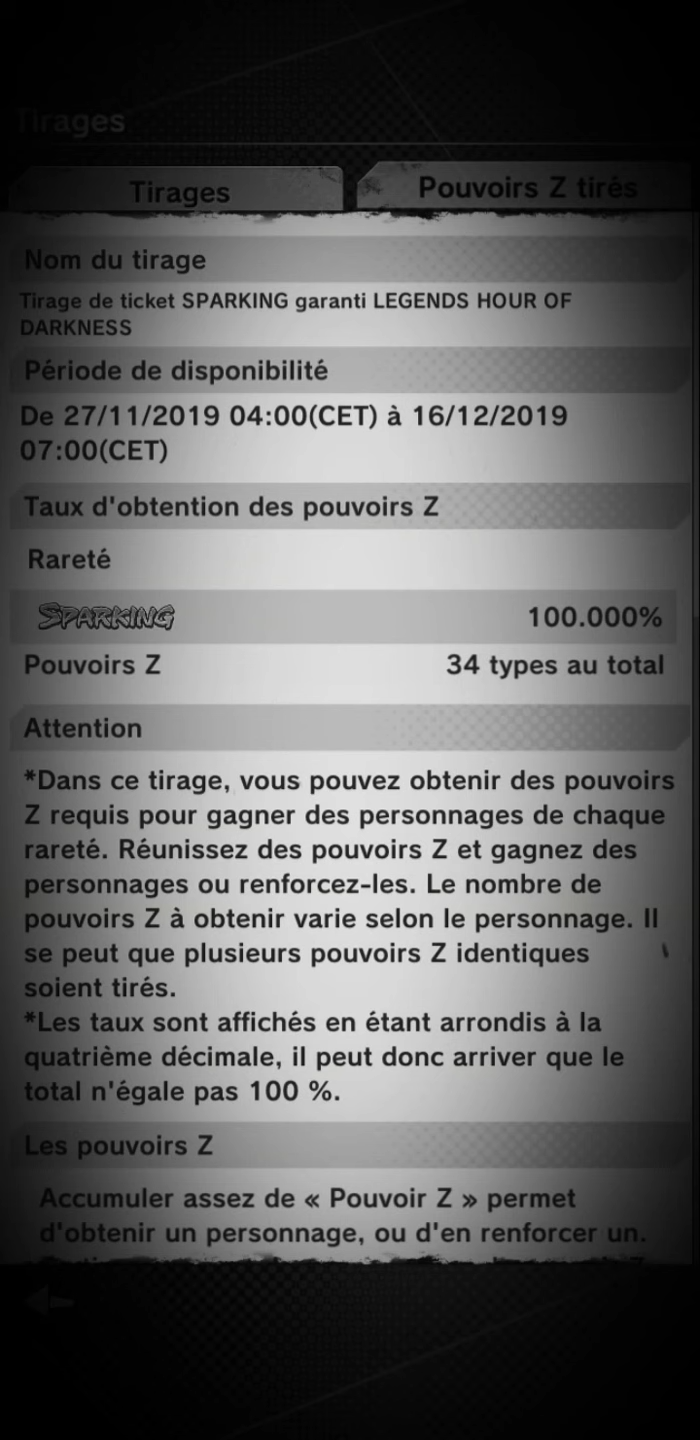 Tirages
Tirages
Pouvoirs Z tirés
Nom du tirage
Tirage de ticket SPARKING garanti LEGENDS HOUR OF
DARKNESS
Période de disponibilité
De 27/11/2019 04:00(CET) à 16/12/2019
07:00(CET)
Taux d'obtention des pouvoirs Z
Rareté
SPARKING 100.000%
Pouvoirs Z 34 types au total
Attention
*Dans ce tirage, vous pouvez obtenir des pouvoirs
Z requis pour gagner des personnages de chaque
rareté. Réunissez des pouvoirs Z et gagnez des
personnages ou renforcez-les. Le nombre de
pouvoirs Z à obtenir varie selon le personnage. Il
se peut que plusieurs pouvoirs Z identiques
soient tirés.
*Les taux sont affichés en étant arrondis à la
quatrième décimale, il peut donc arriver que le
total n'égale pas 100 %.
Les pouvoirs Z
Accumuler assez de « Pouvoir Z » permet
d'obtenir un personnage, ou d'en renforcer un.